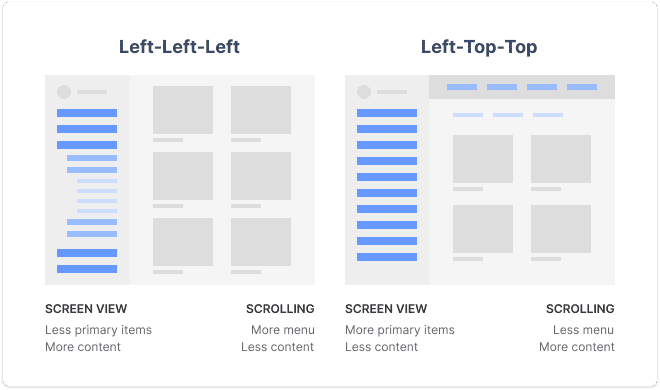 Left-Left-Left
Left-Top-Top
SCREEN VIEW
SCROLLING
Less primary items
More menu
More content
Less content
SCREEN VIEW
SCROLLING
More primary items
Less menu
Less content
More content